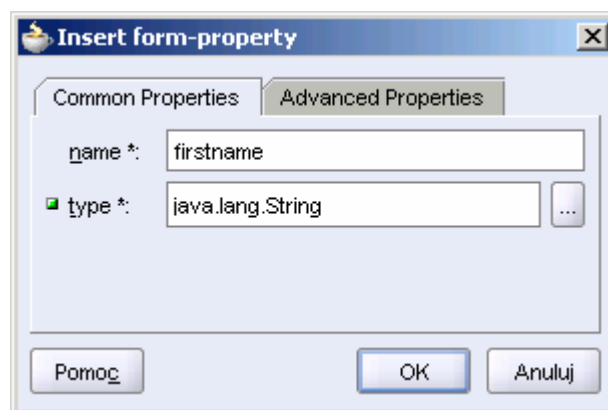 Insert form-property
Common Properties Advanced Properties
name *: firstname
type *: java.lang.String ...
Pomoc OK Anuluj